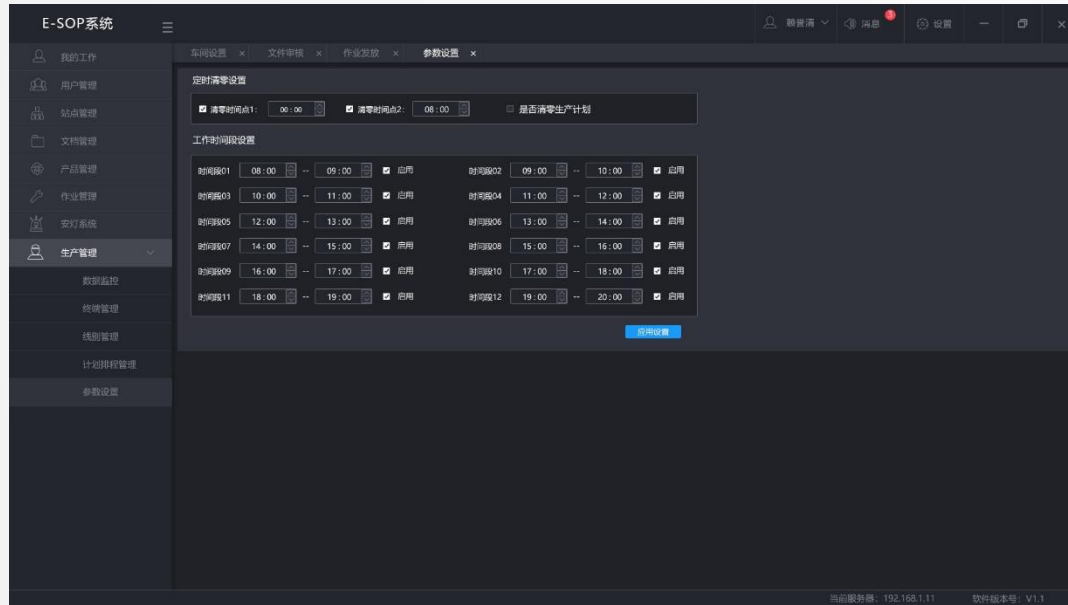 E-SOP系统
顾誉清 消息 3 设置
我的工作
用户管理
站点管理
文档管理
产品管理
作业管理
安灯系统
生产管理
数据监控
终端管理
线别管理
计划排程管理
参数设置
车间设置 × 文件审核 × 作业发放 × 参数设置 ×
定时清零设置
清零时间点1: 00:00 清零时间点2: 08:00 是否清零生产计划
工作时间段设置
时间段01 08:00 -- 09:00 启用 时间段02 09:00 -- 10:00 启用
时间段03 10:00 -- 11:00 启用 时间段04 11:00 -- 12:00 启用
时间段05 12:00 -- 13:00 启用 时间段06 13:00 -- 14:00 启用
时间段07 14:00 -- 15:00 启用 时间段08 15:00 -- 16:00 启用
时间段09 16:00 -- 17:00 启用 时间段10 17:00 -- 18:00 启用
时间段11 18:00 -- 19:00 启用 时间段12 19:00 -- 20:00 启用
应用设置
当前服务器: 192.168.1.11 软件版本号: V1.1